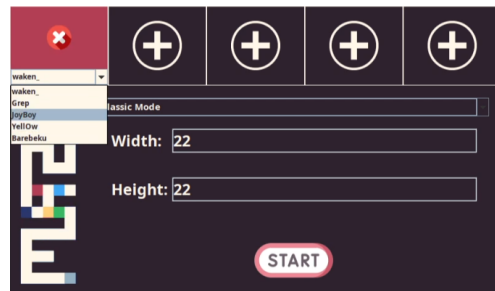 waken_
waken_
Grep
JoyBoy
YellOw
Barebeku
lassic Mode
Width: 22
Height: 22
START